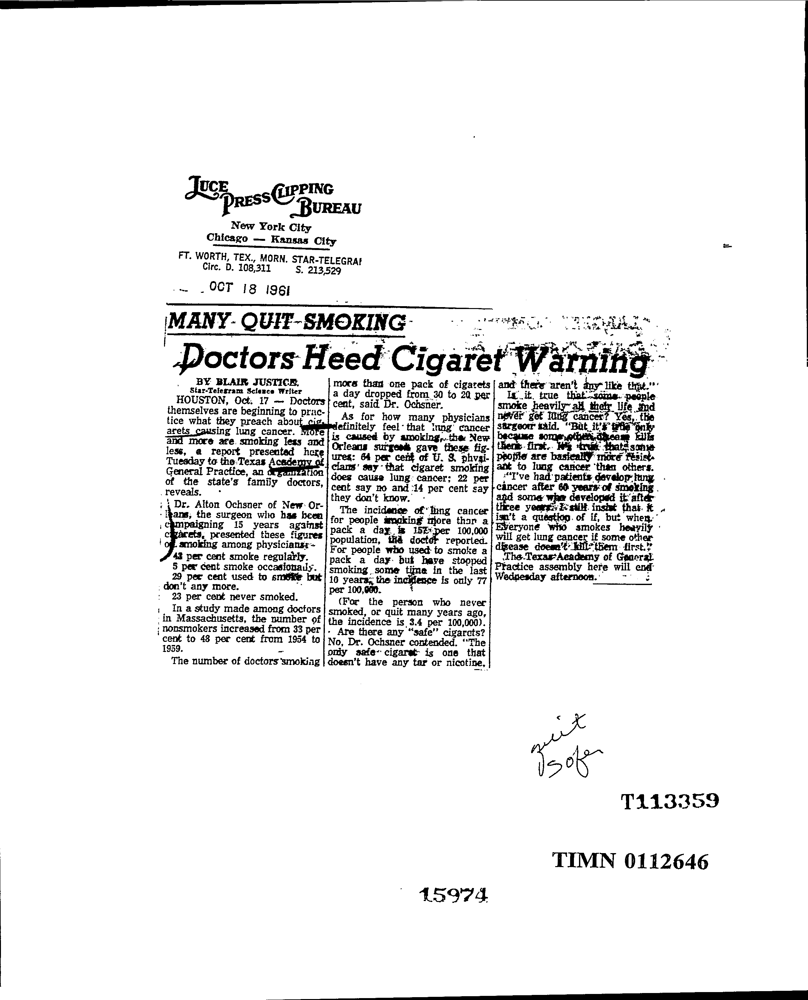 LUCE
PRESS CLIPPING
BUREAU
New York City
Chicago — Kansas City
FT. WORTH, TEX., MORN. STAR-TELEGRAM
Circ. D. 108,311 S. 213,529
OCT 18 1961
MANY QUIT SMOKING
Doctors Heed Cigaret Warning
BY BLAIR JUSTICE
Star-Telegram Science Writer
HOUSTON, Oct. 17 — Doctors
themselves are beginning to prac-
tice what they preach about cig-
arets causing lung cancer. More
and more are smoking less and
less, a report presented here
Tuesday to the Texas Academy of
General Practice, an organization
of the state's family doctors,
reveals.
Dr. Alton Ochsner of New Or-
leans, the surgeon who has been
campaigning 15 years against
cigarets, presented these figures
of smoking among physicians—
43 per cent smoke regularly.
5 per cent smoke occasionally.
29 per cent used to smoke but
don't any more.
23 per cent never smoked.
In a study made among doctors
in Massachusetts, the number of
nonsmokers increased from 33 per
cent to 48 per cent from 1954 to
1959.
The number of doctors smoking
more than one pack of cigarets
a day dropped from 30 to 20 per
cent, said Dr. Ochsner.
As for how many physicians
definitely feel that lung cancer
is caused by smoking, the New
Orleans surgeon gave these fig-
ures: 64 per cent of U. S. physi-
cians say that cigaret smoking
does cause lung cancer; 22 per
cent say no and 14 per cent say
they don't know.
The incidence of lung cancer
for people smoking more than a
pack a day is per 100,000
population, the doctor reported.
For people who used to smoke a
pack a day but have stopped
smoking some time in the last
10 years, the incidence is only 77
per 100,000.
(For the person who never
smoked, or quit many years ago,
the incidence is 3.4 per 100,000).
Are there any "safe" cigarets?
No, Dr. Ochsner contended. "The
only safe cigaret is one that
doesn't have any tar or nicotine,
and there aren't any like that."
Is it true that some people
smoke heavily all their life and
never get lung cancer? Yes, the
surgeon said. "But it's true only
because some other disease kills
them first. It's true that some
people are basically more resist-
ant to lung cancer than others.
"I've had patients develop lung
cancer after 60 years of smoking
and some who developed it after
three years. I still insist that it
isn't a question of if, but when.
Everyone who smokes heavily
will get lung cancer if some other
disease doesn't kill them first."
The Texas Academy of General
Practice assembly here will end
Wednesday afternoon.
quit
T113359
TIMN 0112646
15974